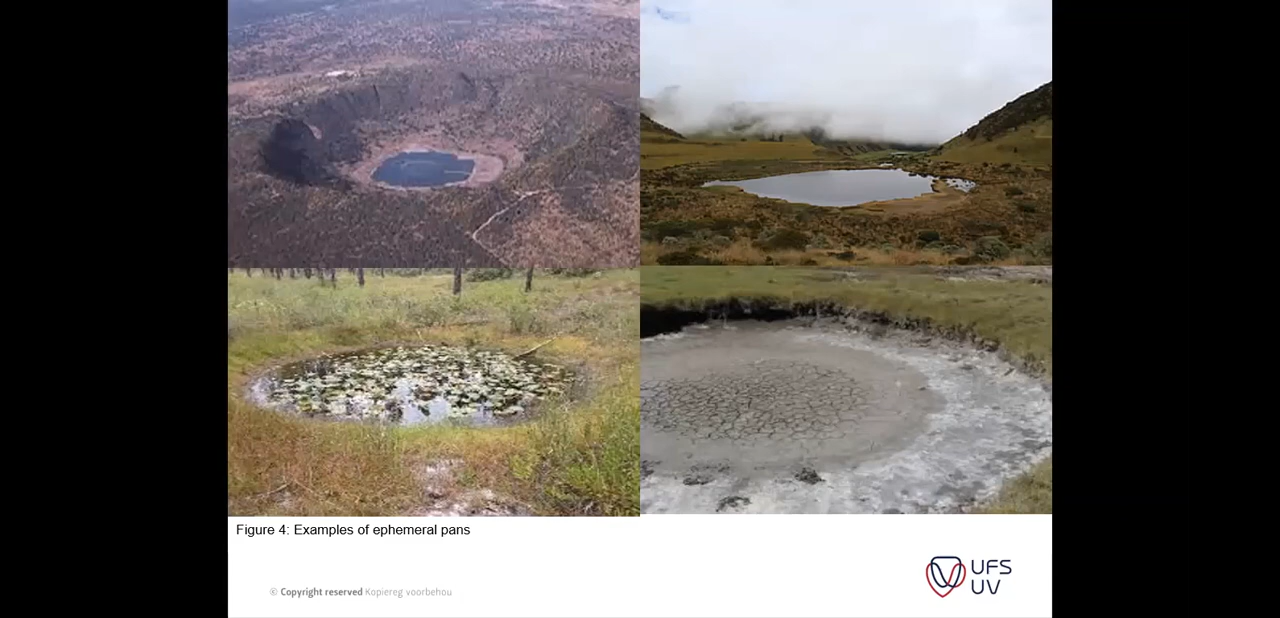 Figure 4: Examples of ephemeral pans
© Copyright reserved Kopiereg voorbehou
UFS
UV